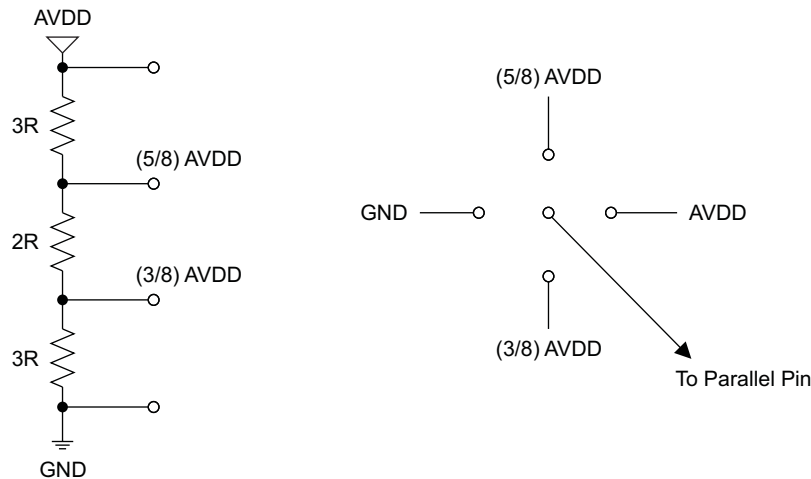 AVDD
3R
(5/8) AVDD
2R
(3/8) AVDD
3R
GND
(5/8) AVDD
GND
AVDD
(3/8) AVDD
To Parallel Pin